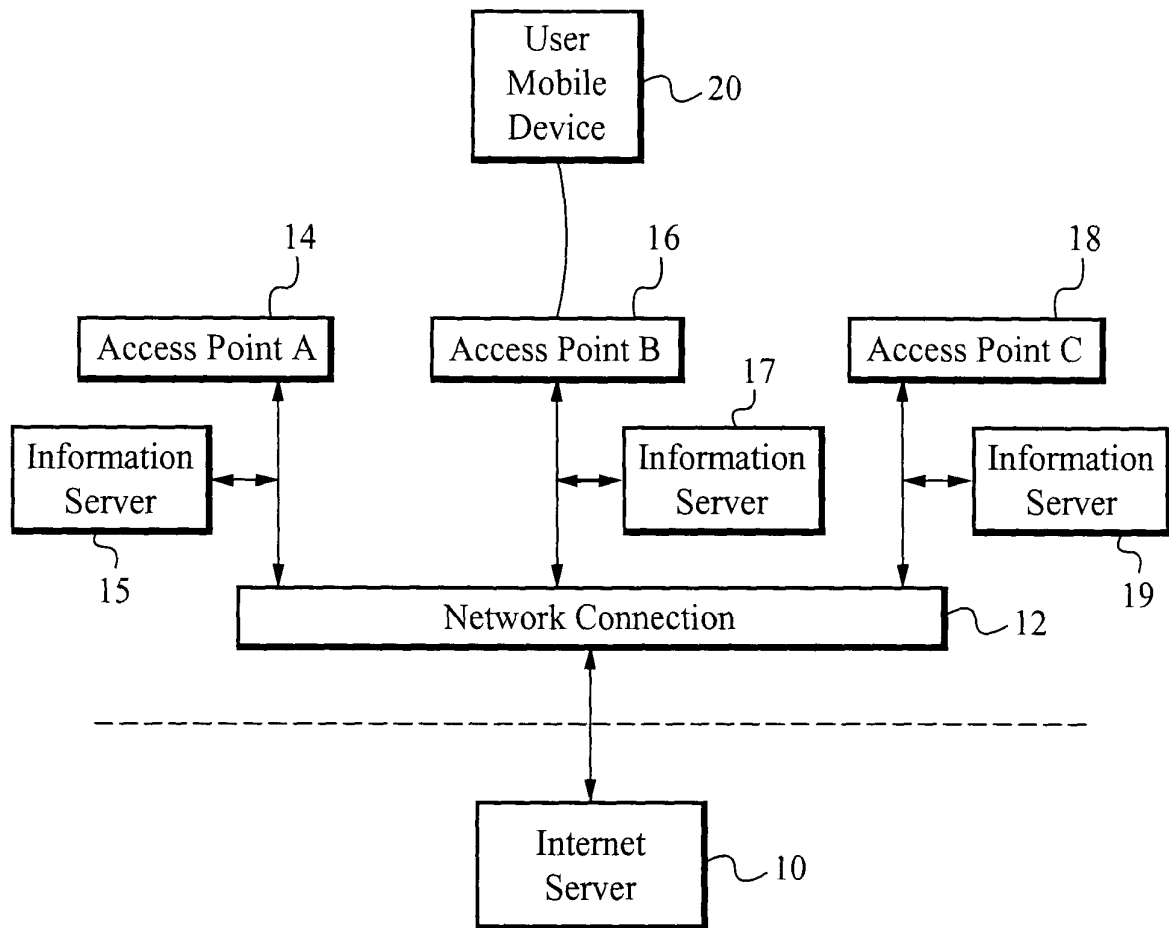 User
Mobile
Device
20
14
16
18
Access Point A
Access Point B
Access Point C
17
Information
Server
Information
Server
Information
Server
15
19
Network Connection
12
Internet
Server
10